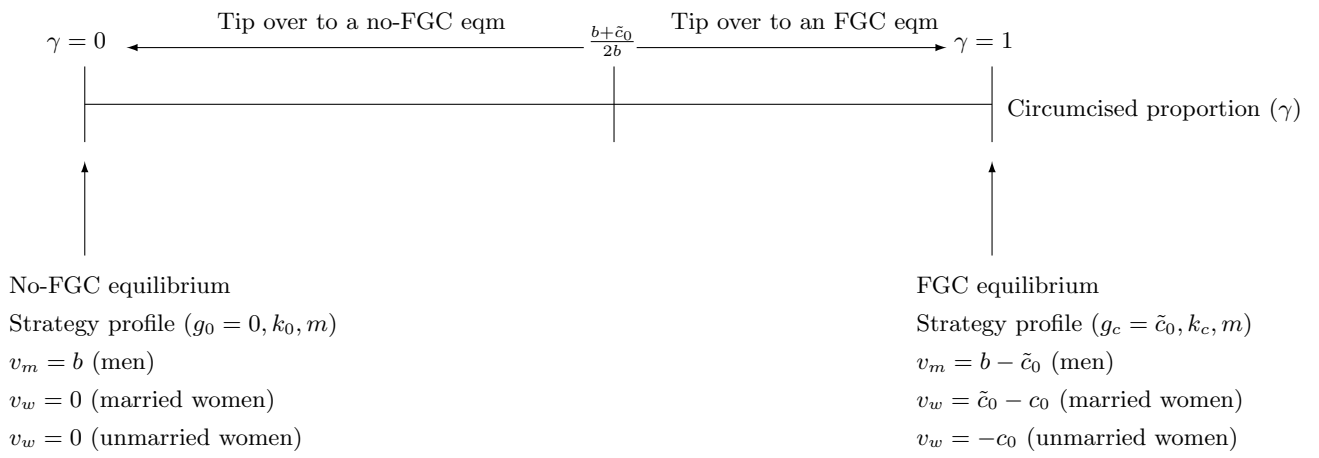 Tip over to a no-FGC eqm
Tip over to an FGC eqm
γ = 0
(b+c̃₀)/(2b)
γ = 1
Circumcised proportion (γ)
No-FGC equilibrium
Strategy profile (g₀ = 0, k₀, m)
vₘ = b (men)
v_w = 0 (married women)
v_w = 0 (unmarried women)
FGC equilibrium
Strategy profile (g_c = c̃₀, k_c, m)
vₘ = b − c̃₀ (men)
v_w = c̃₀ − c₀ (married women)
v_w = −c₀ (unmarried women)